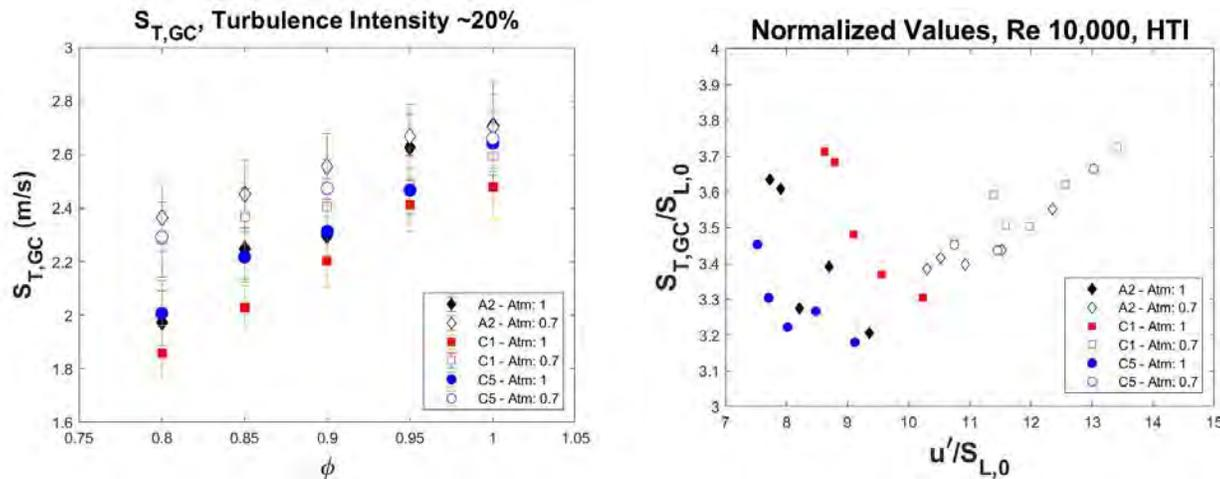 S_T,GC, Turbulence Intensity ~20%
3
2.8
2.6
2.4
2.2
2
1.8
1.6
S_T,GC (m/s)
0.75
0.8
0.85
0.9
0.95
1
1.05
ϕ
A2 - Atm: 1
A2 - Atm: 0.7
C1 - Atm: 1
C1 - Atm: 0.7
C5 - Atm: 1
C5 - Atm: 0.7
Normalized Values, Re 10,000, HTI
4
3.9
3.8
3.7
3.6
3.5
3.4
3.3
3.2
3.1
3
S_T,GC/S_L,0
7
8
9
10
11
12
13
14
15
u'/S_L,0
A2 - Atm: 1
A2 - Atm: 0.7
C1 - Atm: 1
C1 - Atm: 0.7
C5 - Atm: 1
C5 - Atm: 0.7